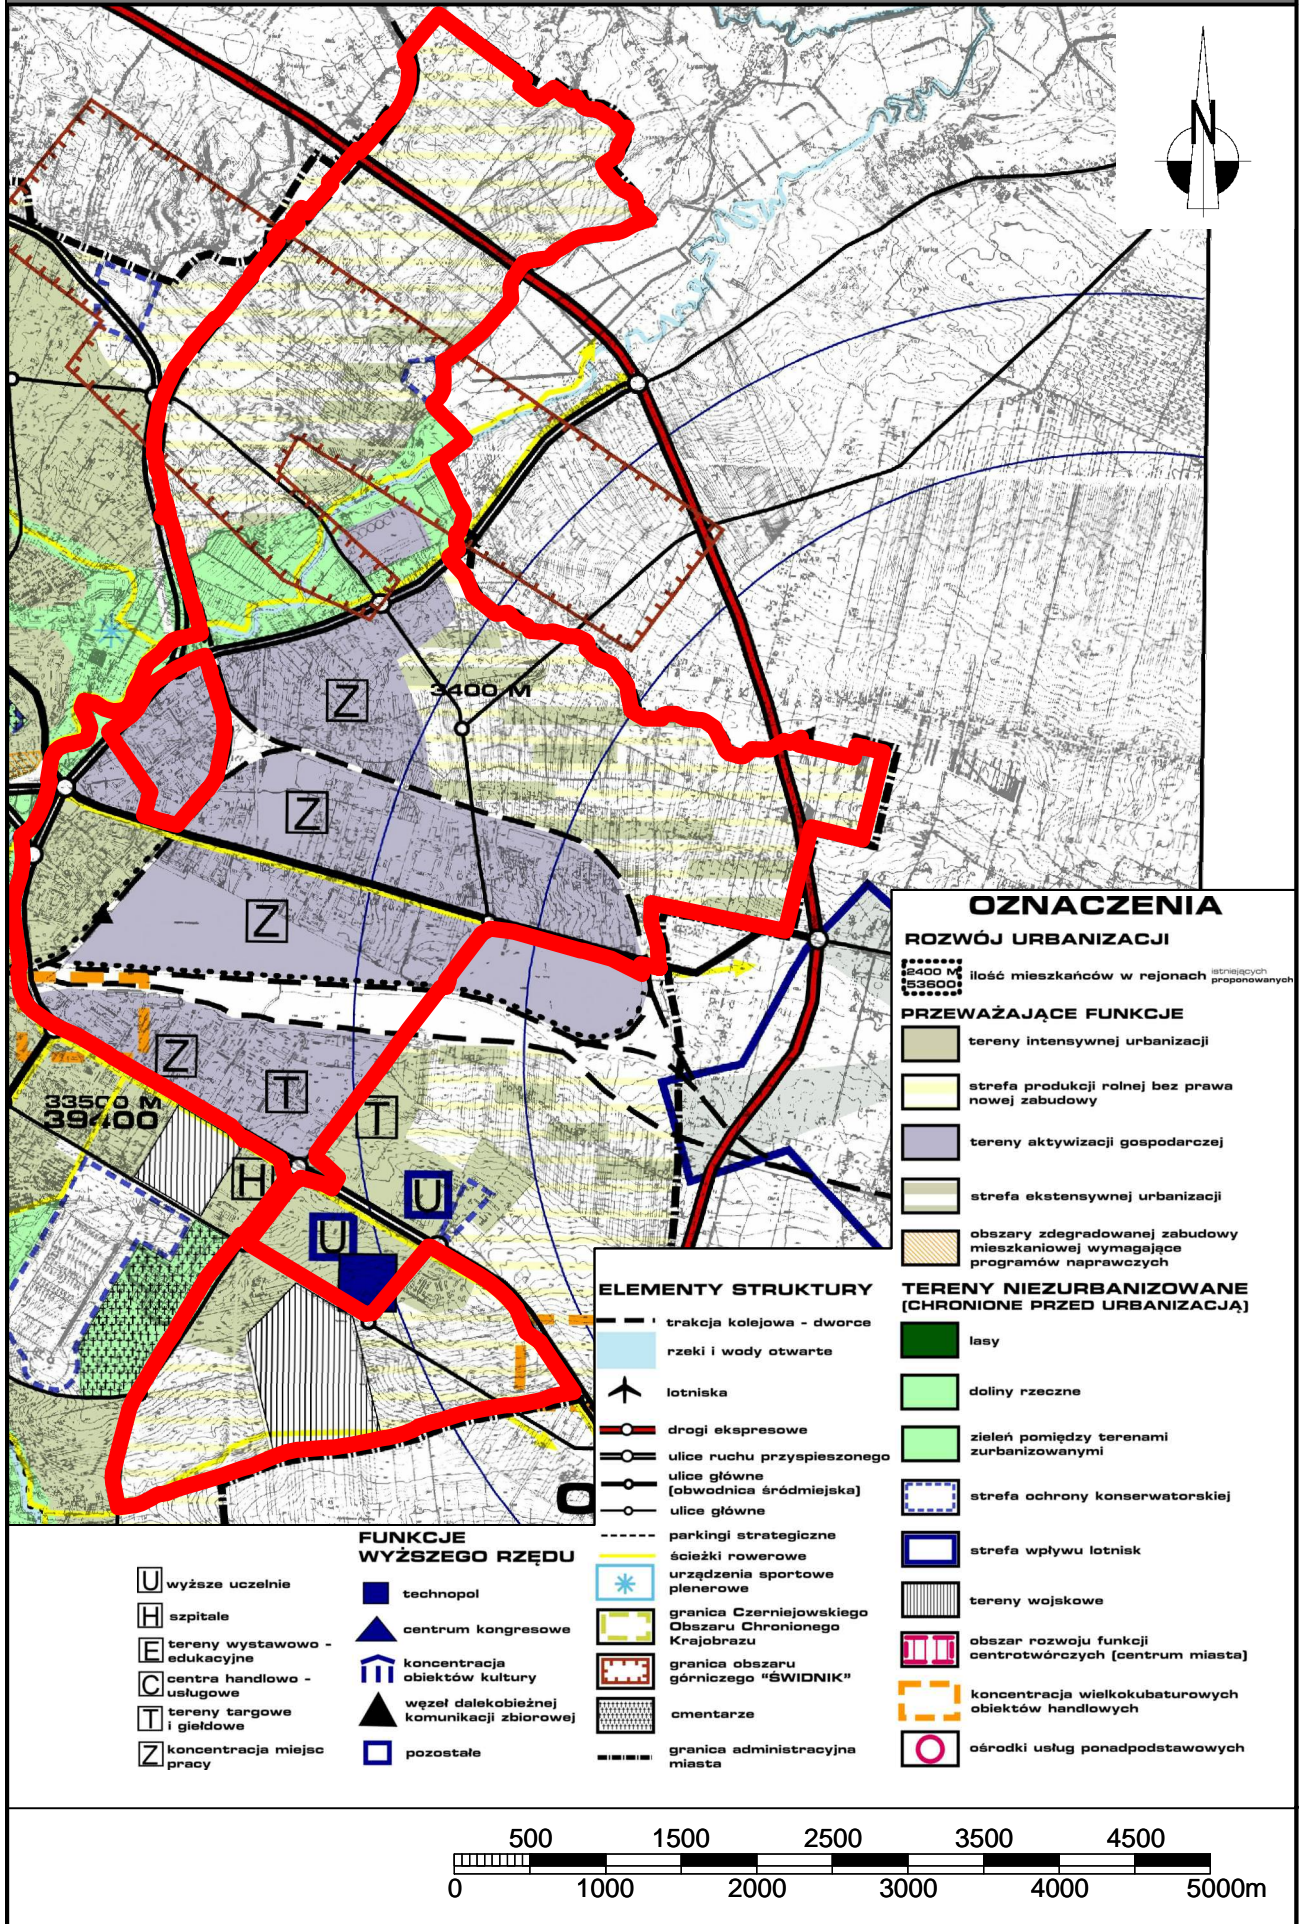 N
Z
3400 M
Z
Z
Z
T
T
33500 M
39400
H
U
U
OZNACZENIA
ROZWÓJ URBANIZACJI
2400 M
53600
ilość mieszkańców w rejonach istniejących
proponowanych
PRZEWAŻAJĄCE FUNKCJE
tereny intensywnej urbanizacji
strefa produkcji rolnej bez prawa
nowej zabudowy
tereny aktywizacji gospodarczej
strefa ekstensywnej urbanizacji
obszary zdegradowanej zabudowy
mieszkaniowej wymagające
programów naprawczych
TERENY NIEZURBANIZOWANE
(CHRONIONE PRZED URBANIZACJĄ)
lasy
doliny rzeczne
zieleń pomiędzy terenami
zurbanizowanymi
strefa ochrony konserwatorskiej
strefa wpływu lotnisk
tereny wojskowe
obszar rozwoju funkcji
centrotwórczych (centrum miasta)
koncentracja wielkokubaturowych
obiektów handlowych
ośrodki usług ponadpodstawowych
ELEMENTY STRUKTURY
trakcja kolejowa - dworce
rzeki i wody otwarte
lotniska
drogi ekspresowe
ulice ruchu przyspieszonego
ulice główne
(obwodnica śródmiejska)
ulice główne
parkingi strategiczne
ścieżki rowerowe
urządzenia sportowe
plenerowe
granica Czerniejowskiego
Obszaru Chronionego
Krajobrazu
granica obszaru
górniczego "ŚWIDNIK"
cmentarze
granica administracyjna
miasta
FUNKCJE
WYŻSZEGO RZĘDU
technopol
centrum kongresowe
koncentracja
obiektów kultury
węzeł dalekobieżnej
komunikacji zbiorowej
pozostałe
U wyższe uczelnie
H szpitale
E tereny wystawowo -
edukacyjne
C centra handlowo -
usługowe
T tereny targowe
i giełdowe
Z koncentracja miejsc
pracy
500 1500 2500 3500 4500
0 1000 2000 3000 4000 5000m